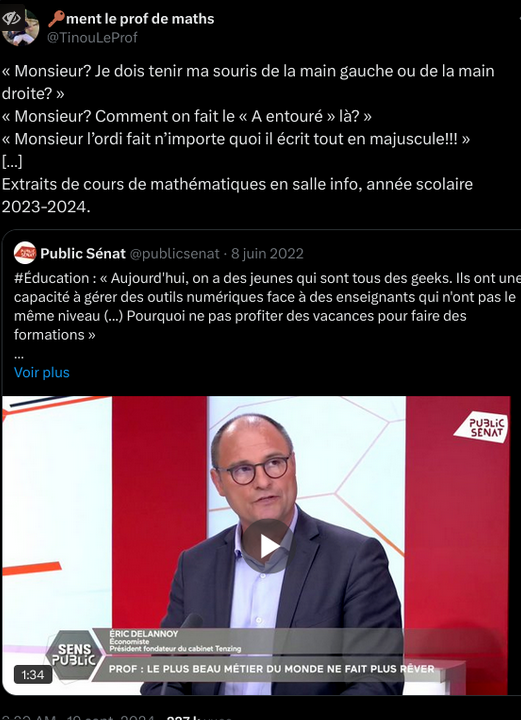 🔑ment le prof de maths
@TinouLeProf
« Monsieur? Je dois tenir ma souris de la main gauche ou de la main
droite? »
« Monsieur? Comment on fait le « A entouré » là? »
« Monsieur l’ordi fait n’importe quoi il écrit tout en majuscule!!! »
[...]
Extraits de cours de mathématiques en salle info, année scolaire
2023-2024.
Public Sénat @publicsenat · 8 juin 2022
#Éducation : « Aujourd'hui, on a des jeunes qui sont tous des geeks. Ils ont une
capacité à gérer des outils numériques face à des enseignants qui n'ont pas le
même niveau (...) Pourquoi ne pas profiter des vacances pour faire des
formations »
...
Voir plus
PUBLIC
SÉNAT
ÉRIC DELANNOY
Économiste
Président fondateur du cabinet Tenzing
SENS
PUBLIC
PROF : LE PLUS BEAU MÉTIER DU MONDE NE FAIT PLUS RÊVER
1:34